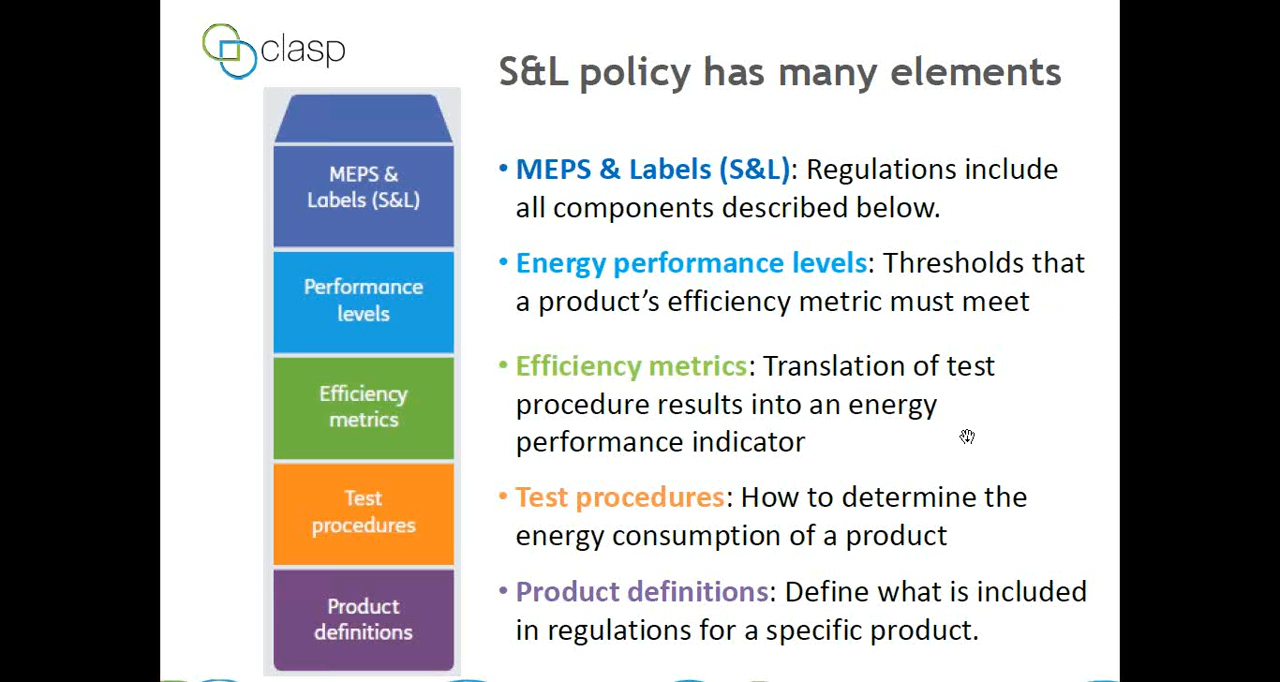 clasp
S&L policy has many elements
MEPS &
Labels (S&L)
Performance
levels
Efficiency
metrics
Test
procedures
Product
definitions
• MEPS & Labels (S&L): Regulations include
all components described below.
• Energy performance levels: Thresholds that
a product's efficiency metric must meet
• Efficiency metrics: Translation of test
procedure results into an energy
performance indicator
• Test procedures: How to determine the
energy consumption of a product
• Product definitions: Define what is included
in regulations for a specific product.